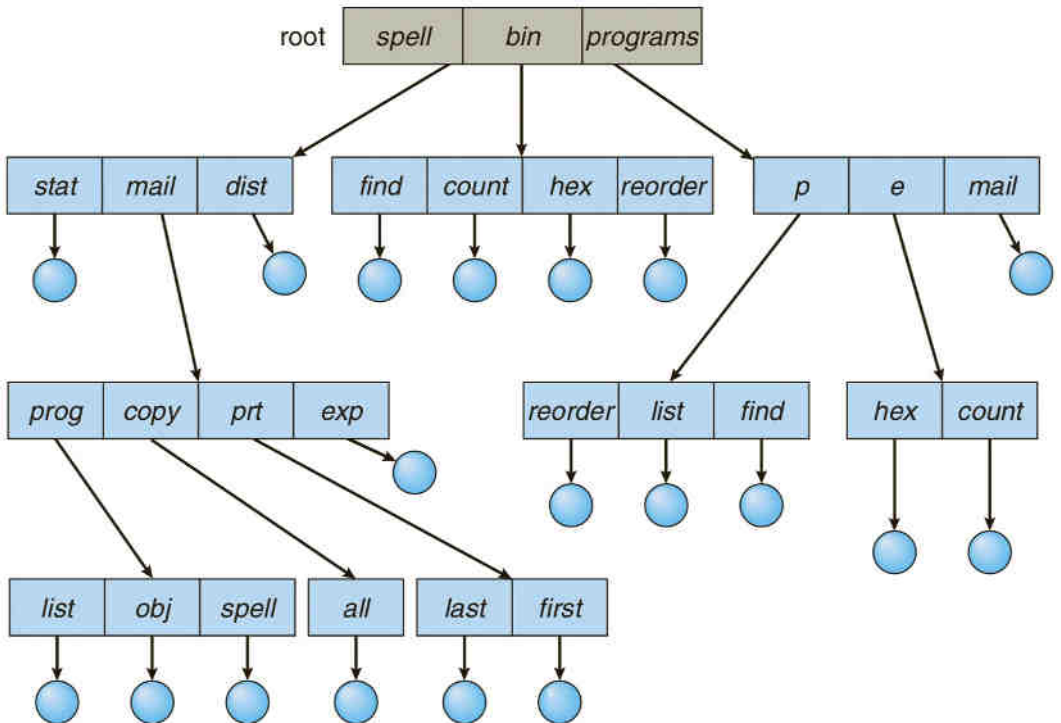 root spell bin programs
stat mail dist find count hex reorder p e mail
prog copy prt exp reorder list find hex count
list obj spell all last first